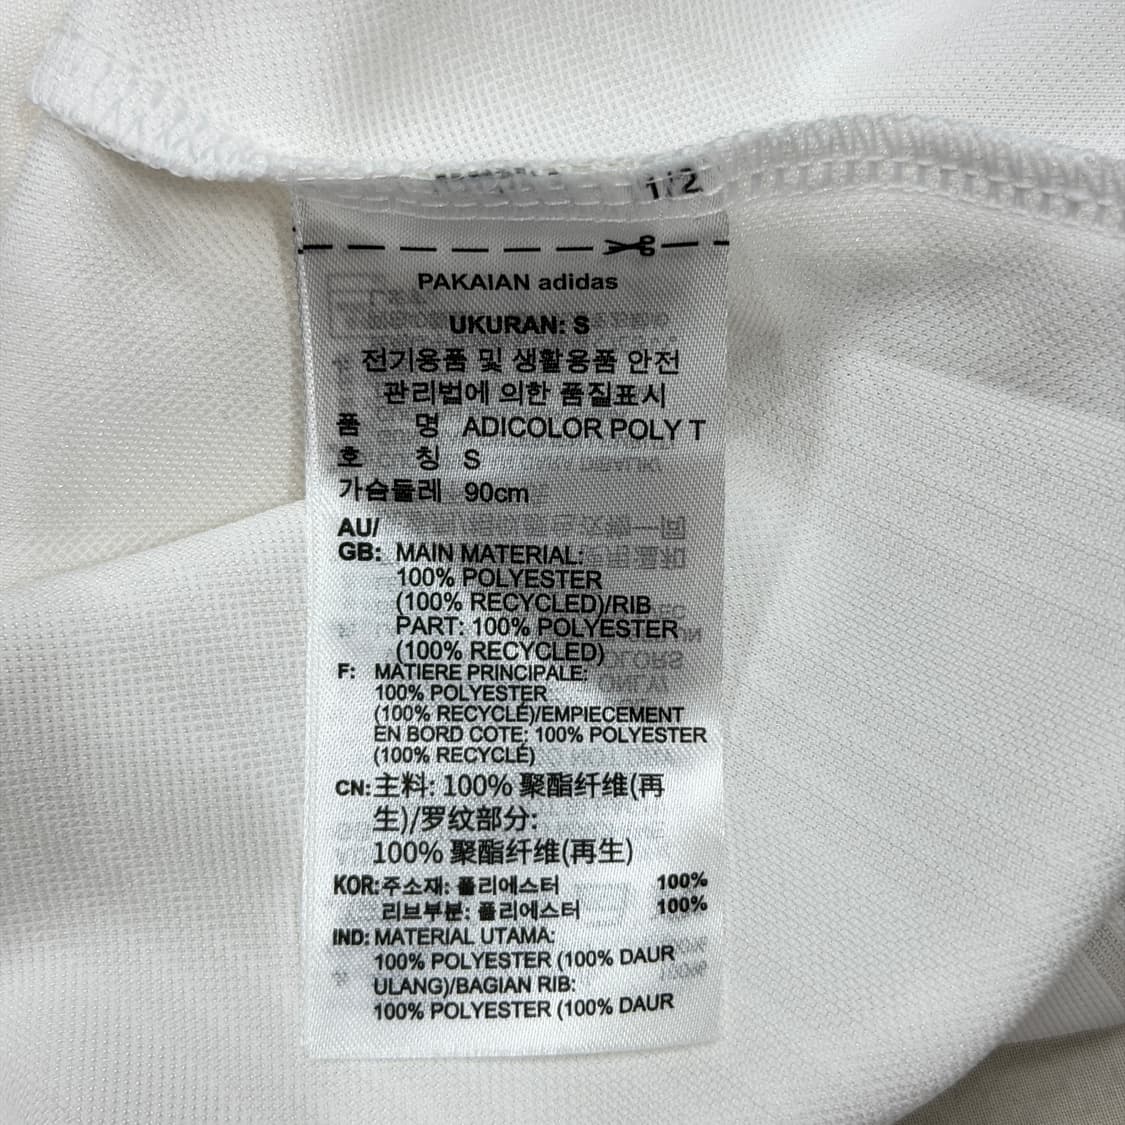 1/2
PAKAIAN adidas
UKURAN: S
전기용품 및 생활용품 안전
관리법에 의한 품질표시
품 명 ADICOLOR POLY T
호 칭 S
가슴둘레 90cm
AU/
GB: MAIN MATERIAL:
100% POLYESTER
(100% RECYCLED)/RIB
PART: 100% POLYESTER
(100% RECYCLED)
F: MATIERE PRINCIPALE:
100% POLYESTER
(100% RECYCLÉ)/EMPIECEMENT
EN BORD COTE: 100% POLYESTER
(100% RECYCLÉ)
CN: 主料: 100% 聚酯纤维(再
生)/罗纹部分:
100% 聚酯纤维(再生)
KOR: 주소재: 폴리에스터 100%
리브부분: 폴리에스터 100%
IND: MATERIAL UTAMA:
100% POLYESTER (100% DAUR
ULANG)/BAGIAN RIB:
100% POLYESTER (100% DAUR